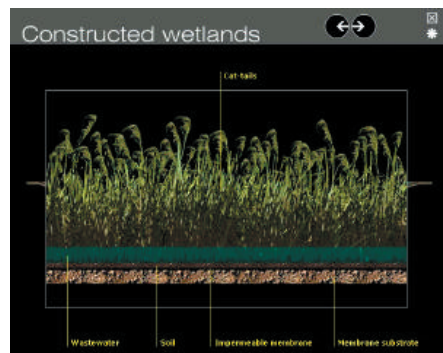 Constructed wetlands
Cat-tails
Wastewater
Soil
Impermeable membrane
Membrane substrate